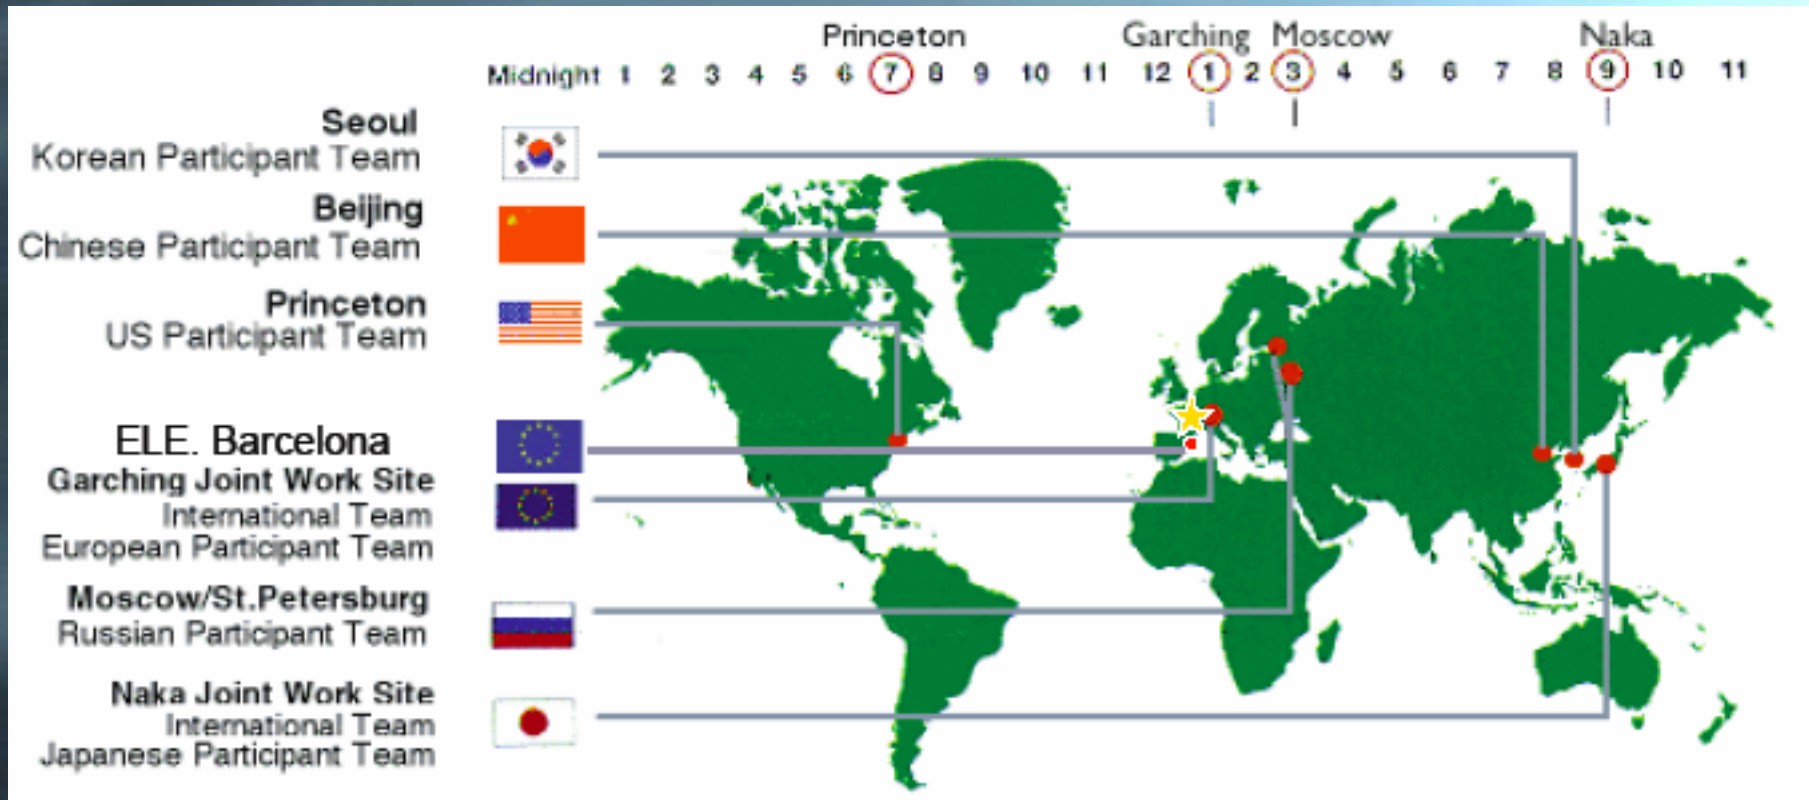 Princeton Garching Moscow Naka
Midnight 1 2 3 4 5 6 7 8 9 10 11 12 1 2 3 4 5 6 7 8 9 10 11
Seoul
Korean Participant Team
Beijing
Chinese Participant Team
Princeton
US Participant Team
ELE. Barcelona
Garching Joint Work Site
International Team
European Participant Team
Moscow/St.Petersburg
Russian Participant Team
Naka Joint Work Site
International Team
Japanese Participant Team